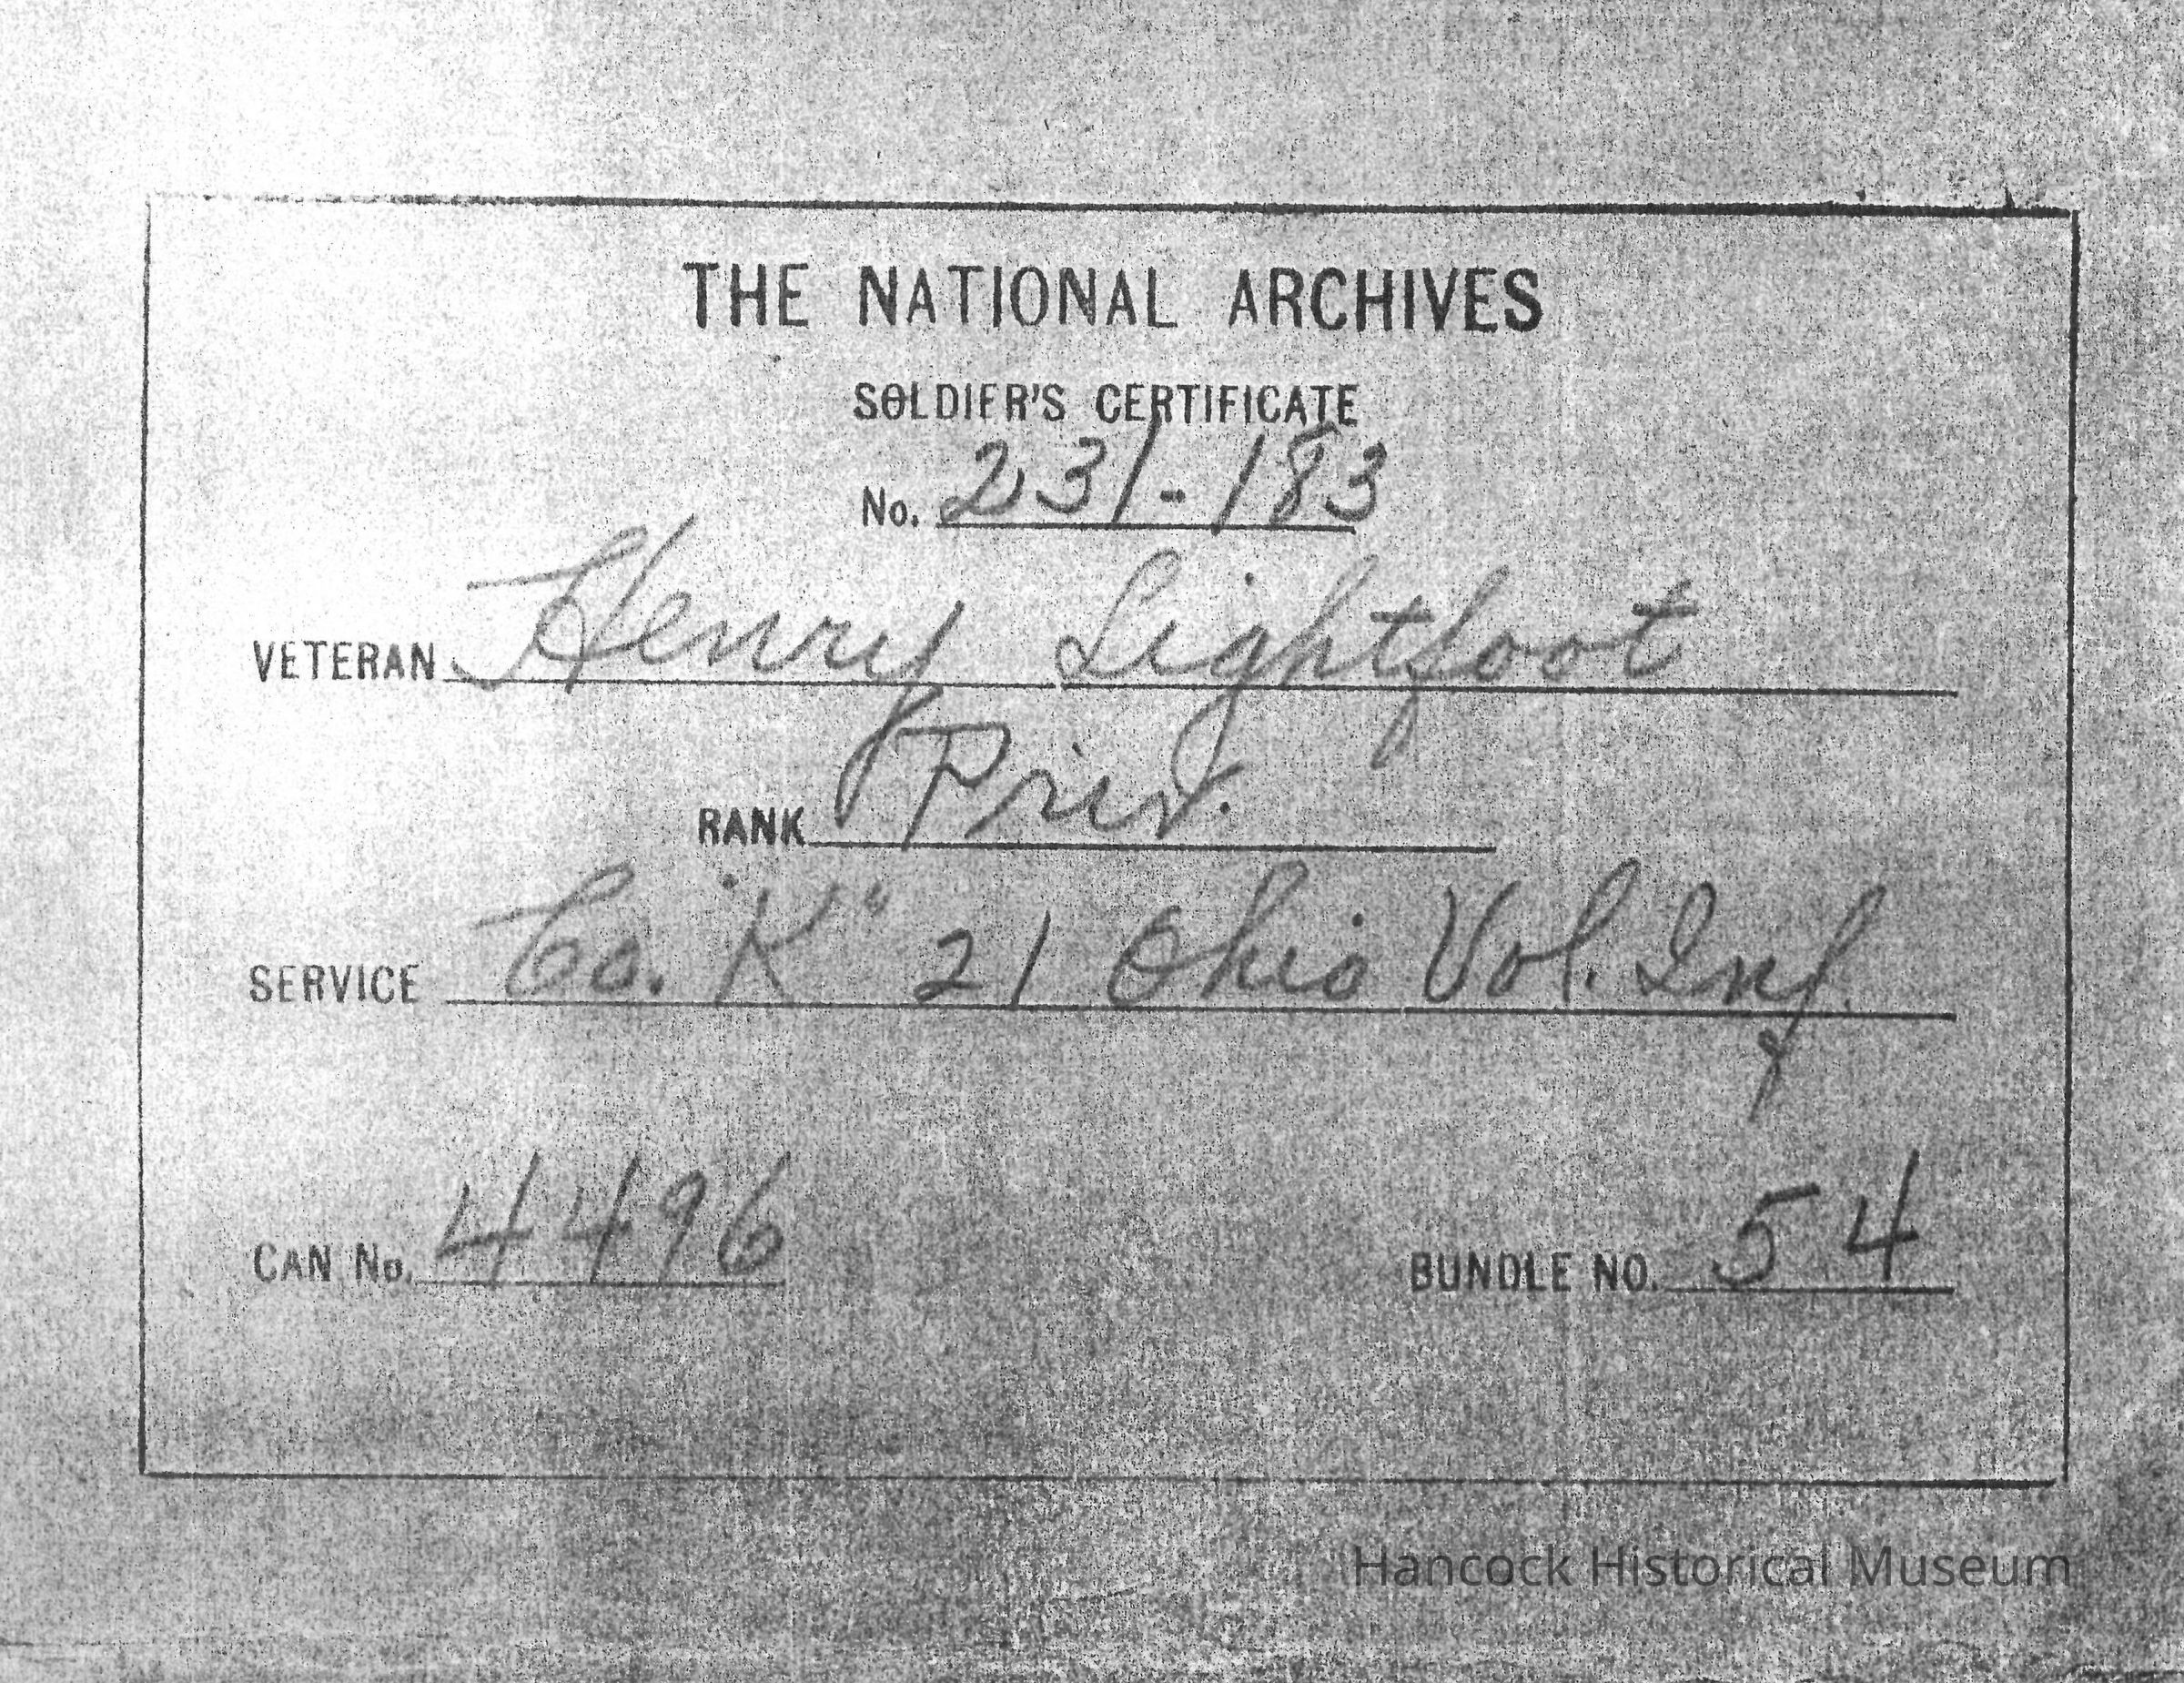 THE NATIONAL ARCHIVES
SOLDIER'S CERTIFICATE
No. 231-183
VETERAN Henry Lightfoot
RANK Priv.
SERVICE Co. "K" 21 Ohio Vol. Inf.
CAN No. 4496 BUNDLE NO. 54
Hancock Historical Museum